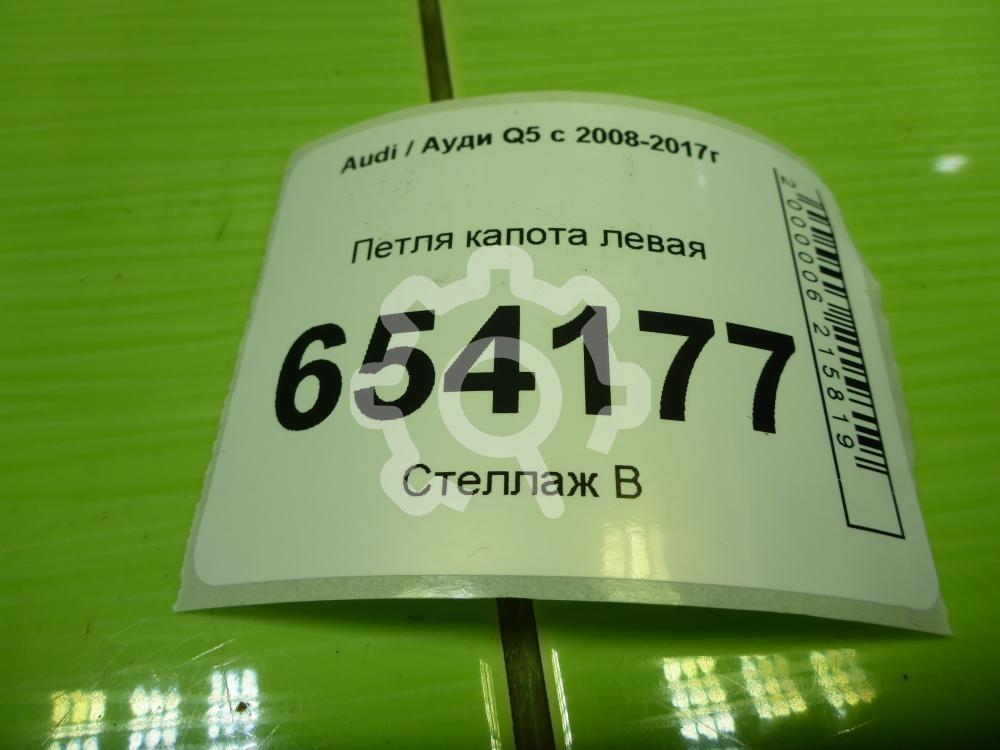 Audi / Ауди Q5 с 2008-2017г
Петля капота левая
654177
Стеллаж В
2000006215819